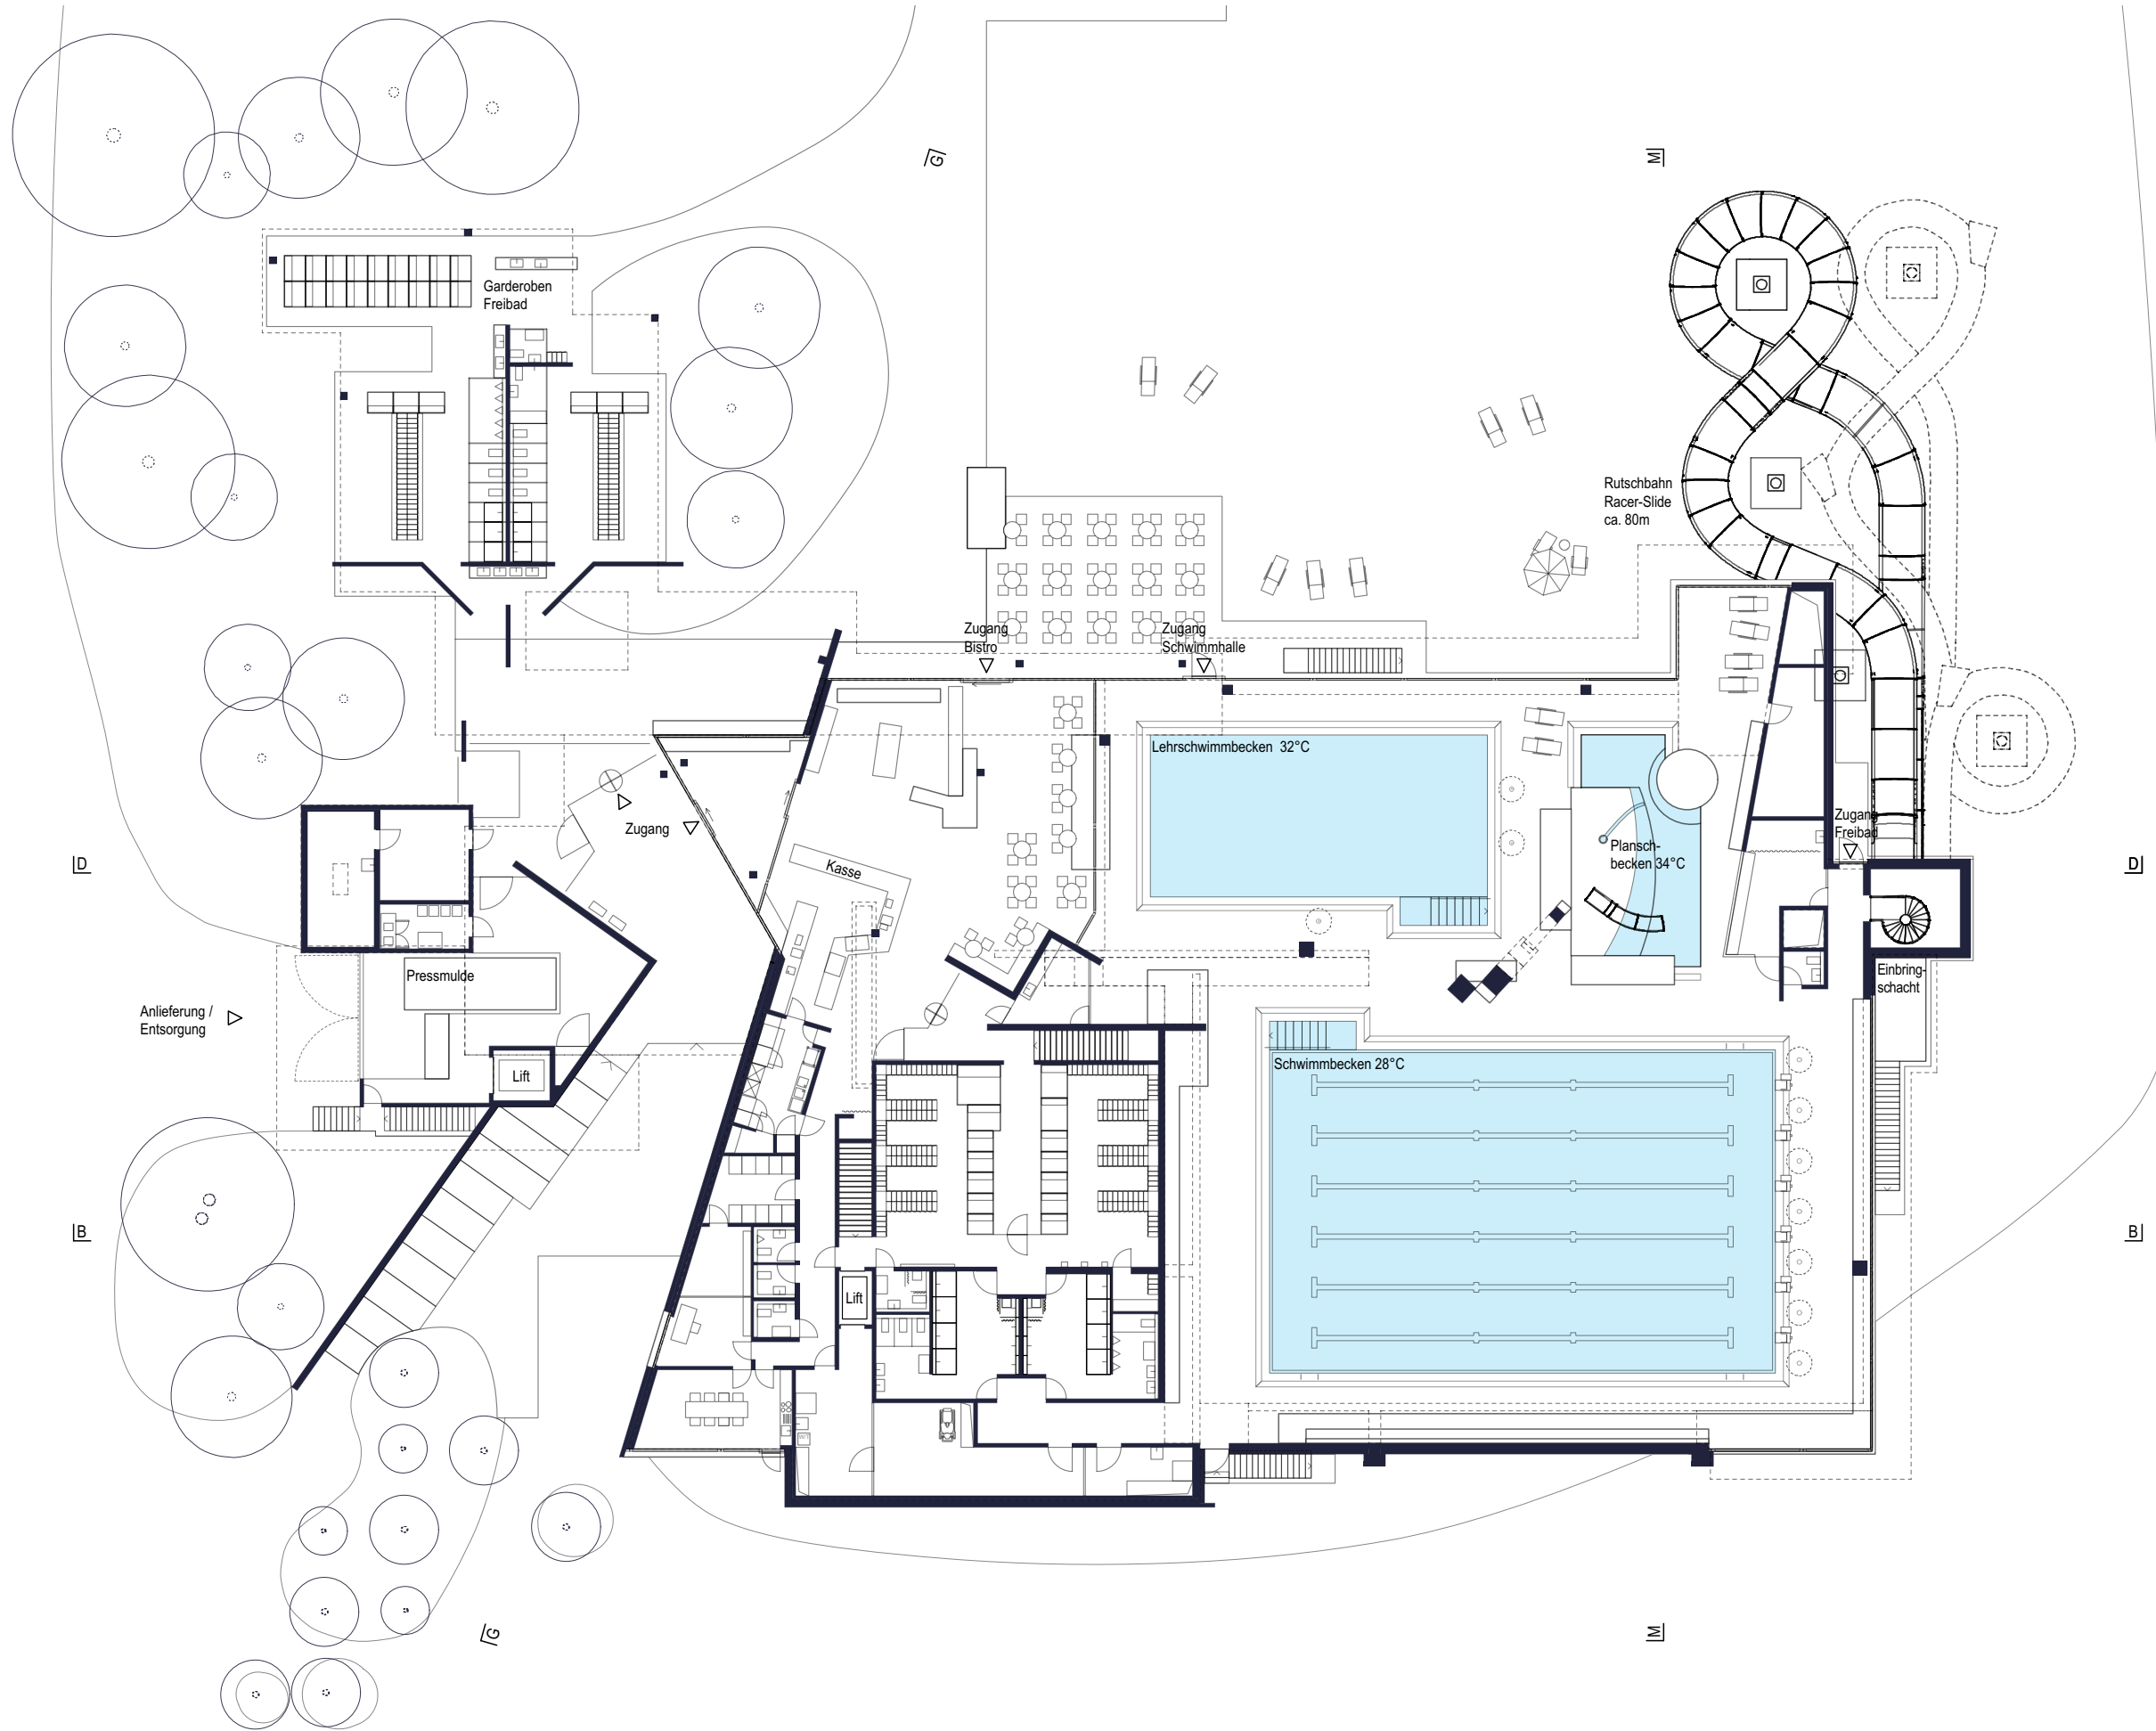 G
M
Garderoben
Freibad
Rutschbahn
Racer-Slide
ca. 80m
Zugang
Bistro
Zugang
Schwimmhalle
Lehrschwimmbecken 32°C
Zugang
Kasse
Plansch-
becken 34°C
Zugang
Freibad
D
D
Pressmulde
Einbring-
schacht
Anlieferung /
Entsorgung
Lift
Schwimmbecken 28°C
B
B
Lift
G
M